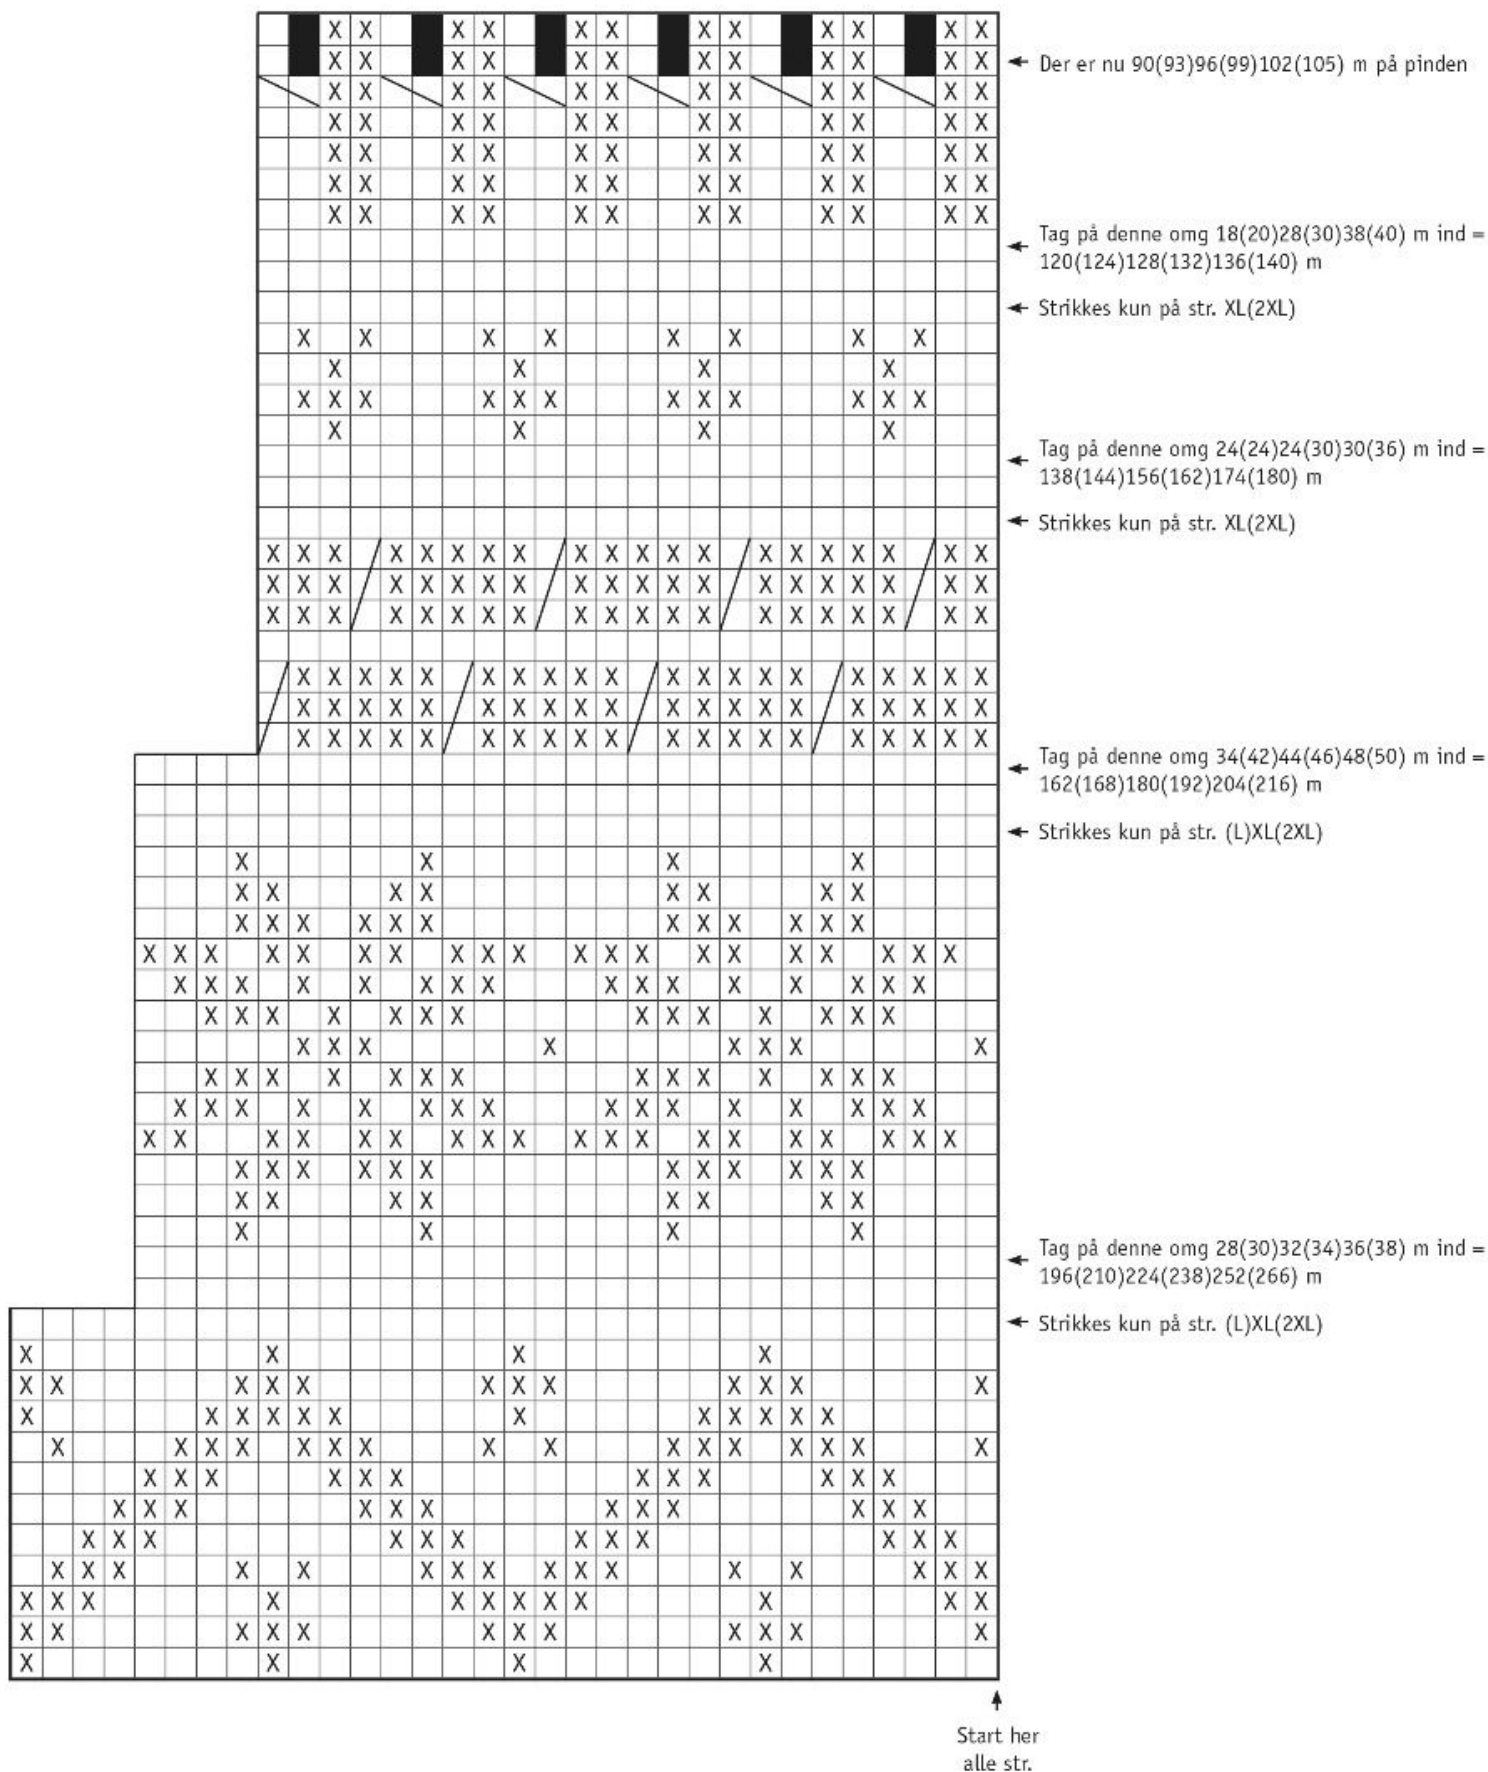 Der er nu 90(93)96(99)102(105) m på pinden
Tag på denne omg 18(20)28(30)38(40) m ind =
120(124)128(132)136(140) m
Strikkes kun på str. XL(2XL)
Tag på denne omg 24(24)24(30)30(36) m ind =
138(144)156(162)174(180) m
Strikkes kun på str. XL(2XL)
Tag på denne omg 34(42)44(46)48(50) m ind =
162(168)180(192)204(216) m
Strikkes kun på str. (L)XL(2XL)
Tag på denne omg 28(30)32(34)36(38) m ind =
196(210)224(238)252(266) m
Strikkes kun på str. (L)XL(2XL)
Start her
alle str.